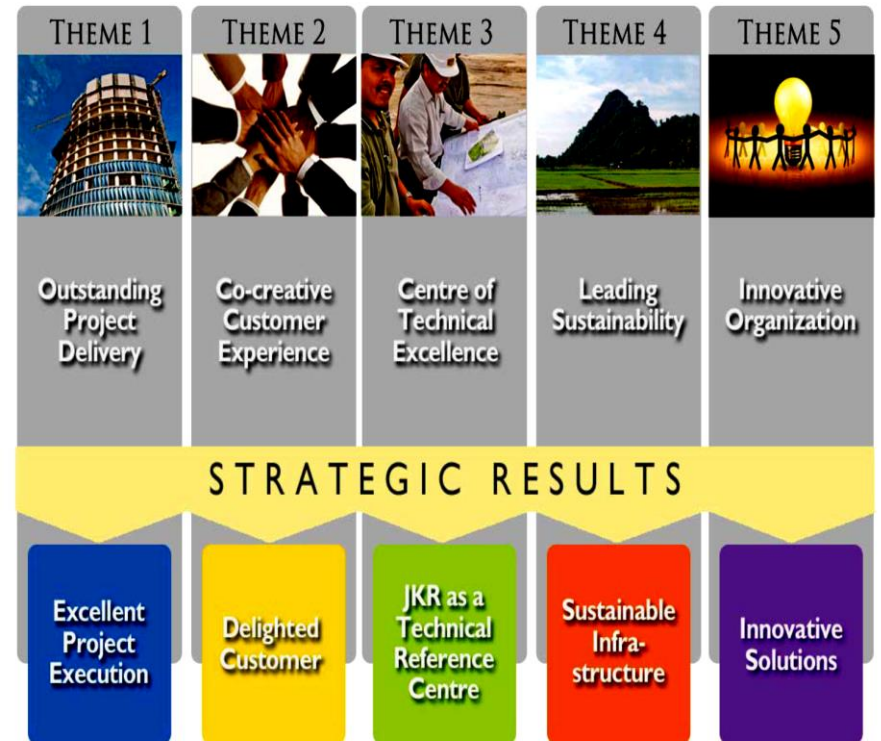 THEME 1
THEME 2
THEME 3
THEME 4
THEME 5
Outstanding
Project
Delivery
Co-creative
Customer
Experience
Centre of
Technical
Excellence
Leading
Sustainability
Innovative
Organization
STRATEGIC RESULTS
Excellent
Project
Execution
Delighted
Customer
JKR as a
Technical
Reference
Centre
Sustainable
Infra-
structure
Innovative
Solutions